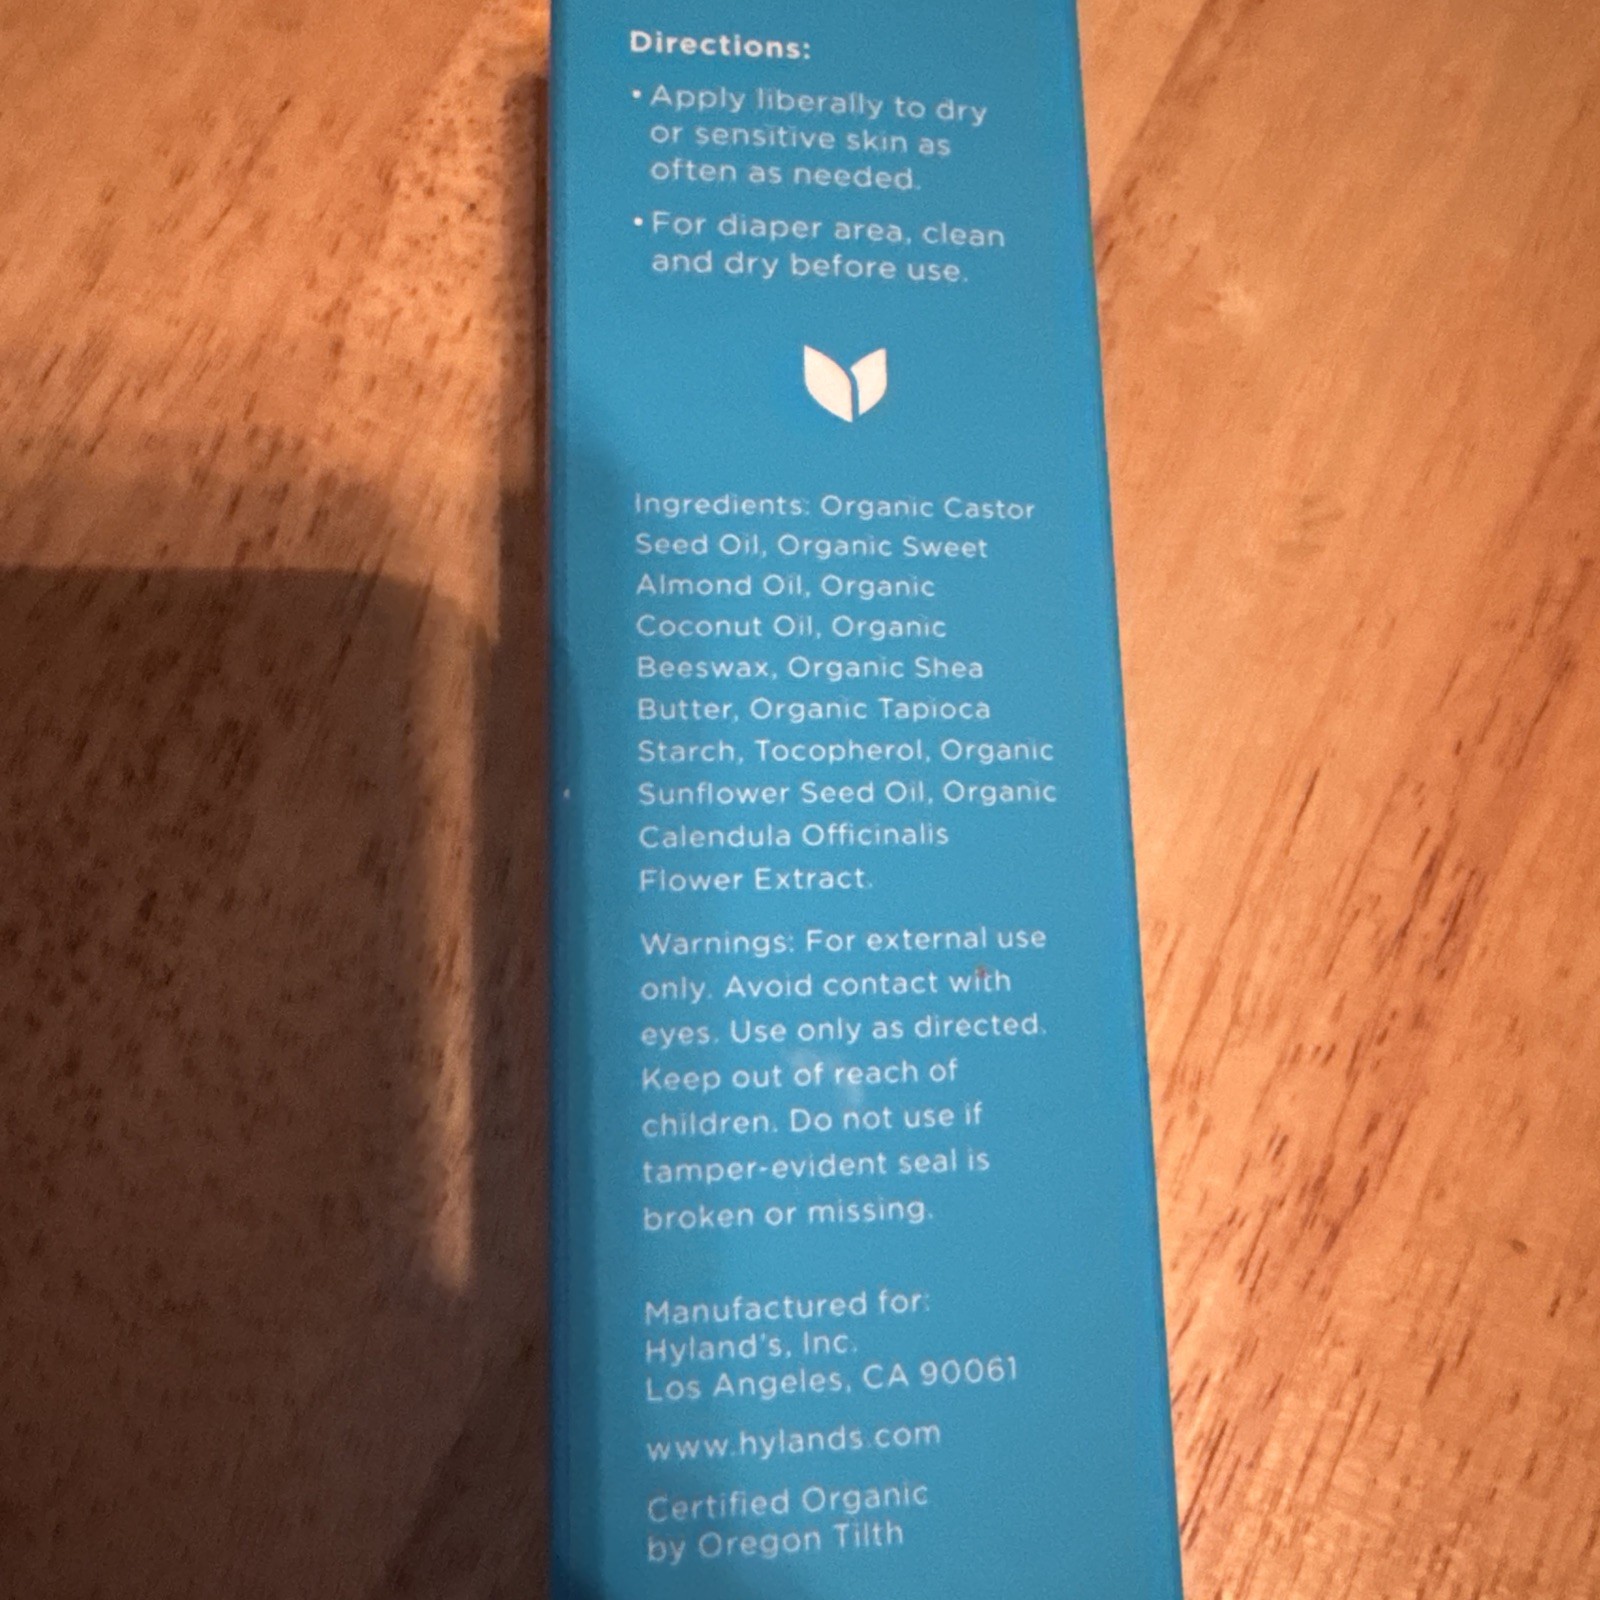 Directions:
• Apply liberally to dry
or sensitive skin as
often as needed.
• For diaper area, clean
and dry before use.
Ingredients: Organic Castor
Seed Oil, Organic Sweet
Almond Oil, Organic
Coconut Oil, Organic
Beeswax, Organic Shea
Butter, Organic Tapioca
Starch, Tocopherol, Organic
Sunflower Seed Oil, Organic
Calendula Officinalis
Flower Extract.
Warnings: For external use
only. Avoid contact with
eyes. Use only as directed.
Keep out of reach of
children. Do not use if
tamper-evident seal is
broken or missing.
Manufactured for:
Hyland's, Inc.
Los Angeles, CA 90061
www.hylands.com
Certified Organic
by Oregon Tilth